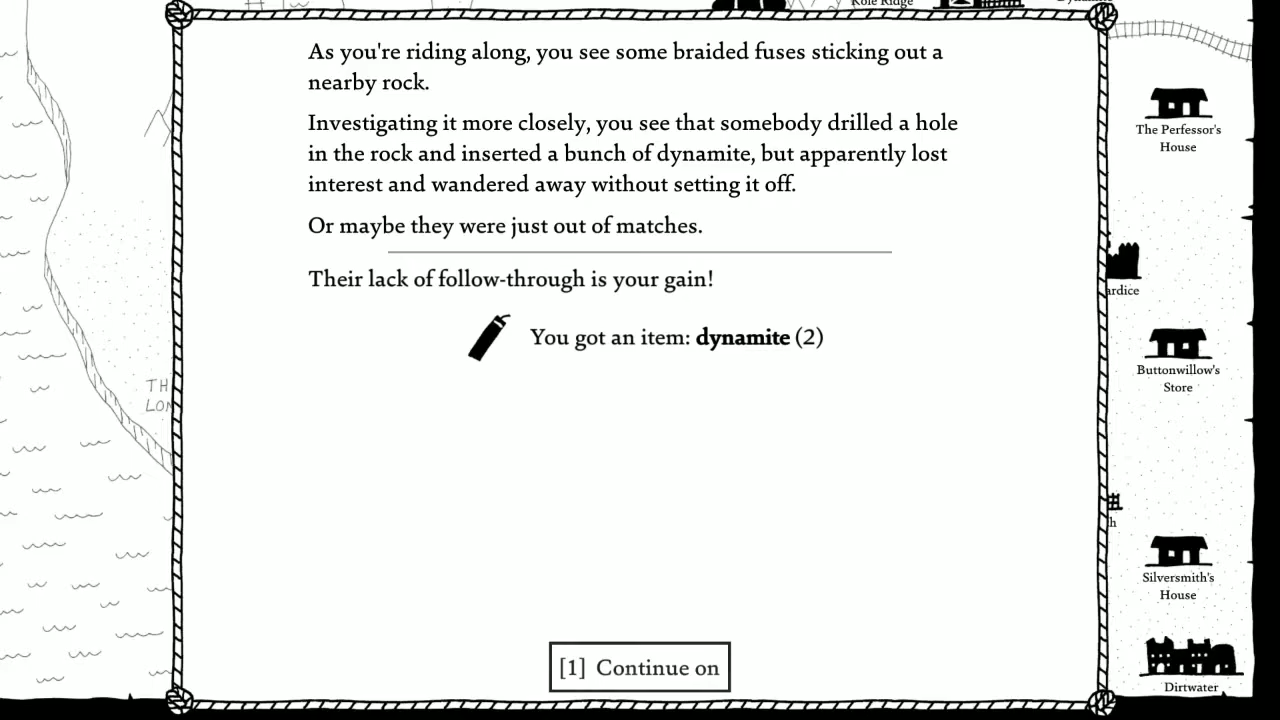 Kole Ridge
As you're riding along, you see some braided fuses sticking out a
nearby rock.
Investigating it more closely, you see that somebody drilled a hole
in the rock and inserted a bunch of dynamite, but apparently lost
interest and wandered away without setting it off.
Or maybe they were just out of matches.
Their lack of follow-through is your gain!
You got an item: dynamite (2)
[1] Continue on
The Perfessor's
House
ardice
Buttonwillow's
Store
TH
LON
h
Silversmith's
House
Dirtwater